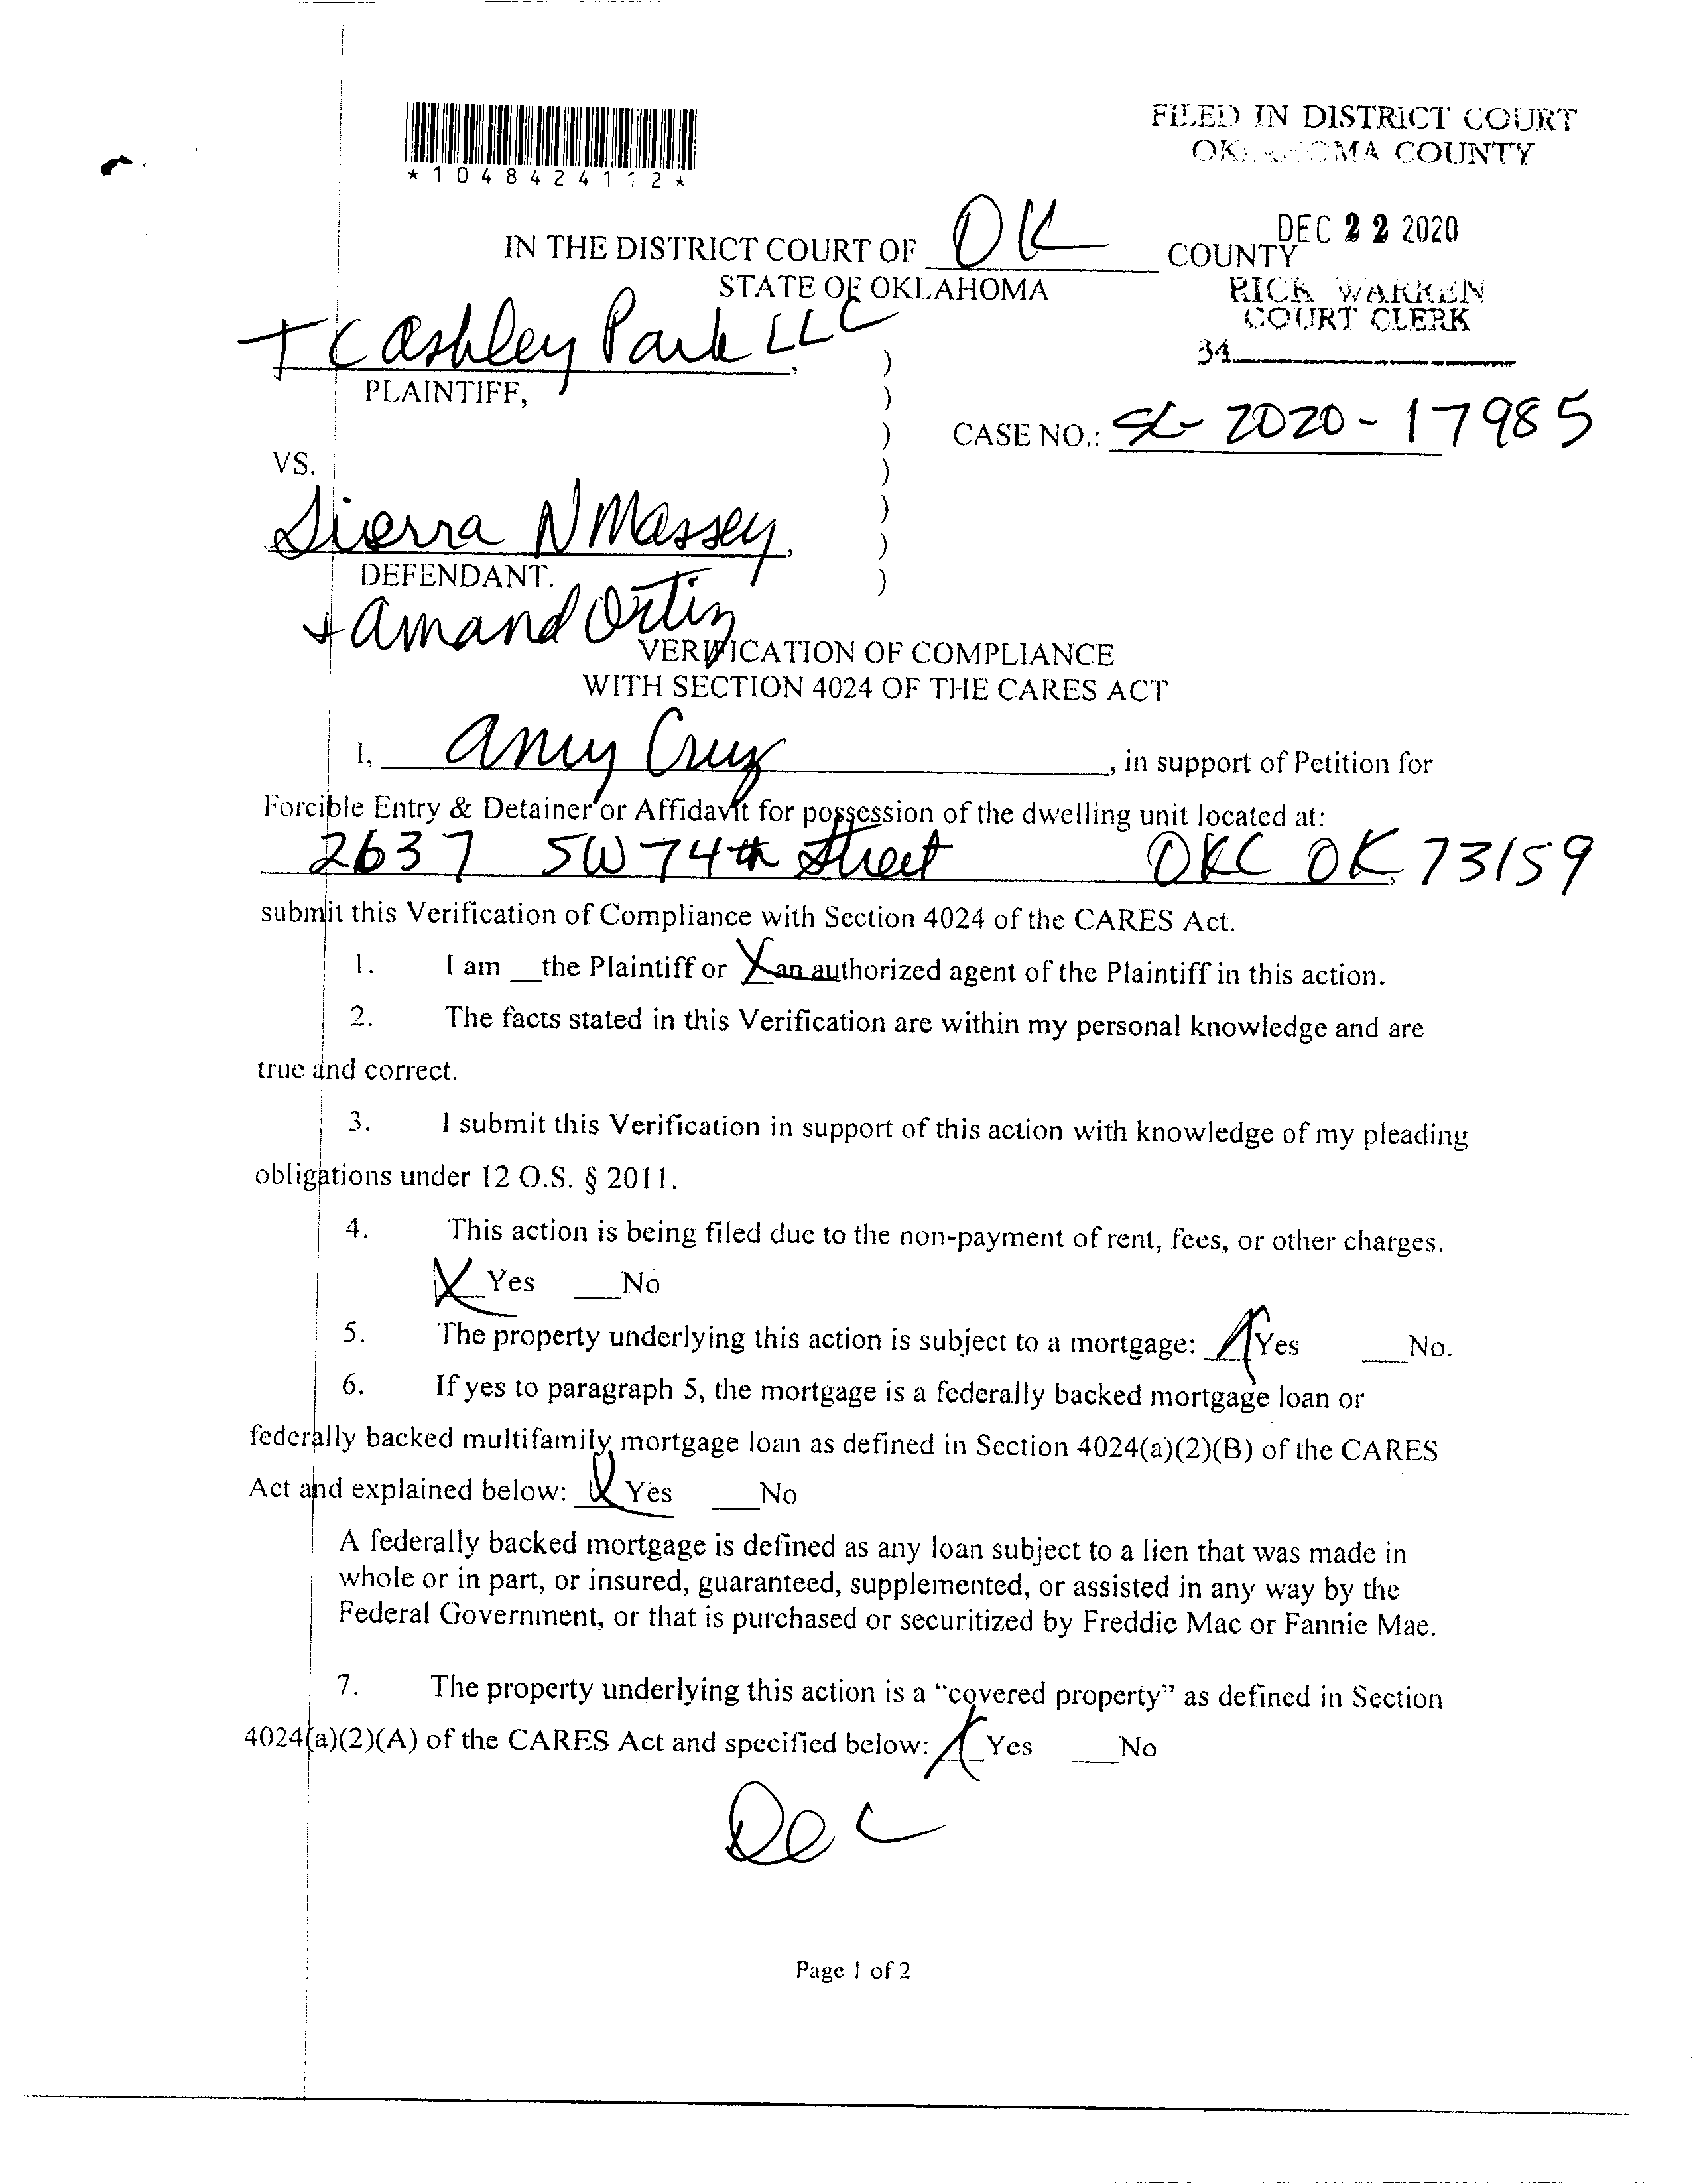 FILED IN DISTRICT COURT
OKLAHOMA COUNTY
*1048424112*
DEC 22 2020
IN THE DISTRICT COURT OF OK COUNTY
STATE OF OKLAHOMA
RICK WARREN
COURT CLERK
34
TC Ashley Park LLC,
PLAINTIFF,
)
)
)
)
)
)
)
CASE NO.: SC-2020-17985
VS.
Sierra N Massey,
DEFENDANT.
+ Amand Ortiz
VERIFICATION OF COMPLIANCE
WITH SECTION 4024 OF THE CARES ACT
I, Amy Cruz, in support of Petition for
Forcible Entry & Detainer or Affidavit for possession of the dwelling unit located at:
2637 SW 74th Street OKC OK 73159
submit this Verification of Compliance with Section 4024 of the CARES Act.
1. I am __the Plaintiff or X an authorized agent of the Plaintiff in this action.
2. The facts stated in this Verification are within my personal knowledge and are
true and correct.
3. I submit this Verification in support of this action with knowledge of my pleading
obligations under 12 O.S. § 2011.
4. This action is being filed due to the non-payment of rent, fees, or other charges.
X Yes ___No
5. The property underlying this action is subject to a mortgage: X Yes ___No.
6. If yes to paragraph 5, the mortgage is a federally backed mortgage loan or
federally backed multifamily mortgage loan as defined in Section 4024(a)(2)(B) of the CARES
Act and explained below: X Yes ___No
A federally backed mortgage is defined as any loan subject to a lien that was made in
whole or in part, or insured, guaranteed, supplemented, or assisted in any way by the
Federal Government, or that is purchased or securitized by Freddie Mac or Fannie Mae.
7. The property underlying this action is a “covered property” as defined in Section
4024(a)(2)(A) of the CARES Act and specified below: X Yes ___No
Dec
Page 1 of 2